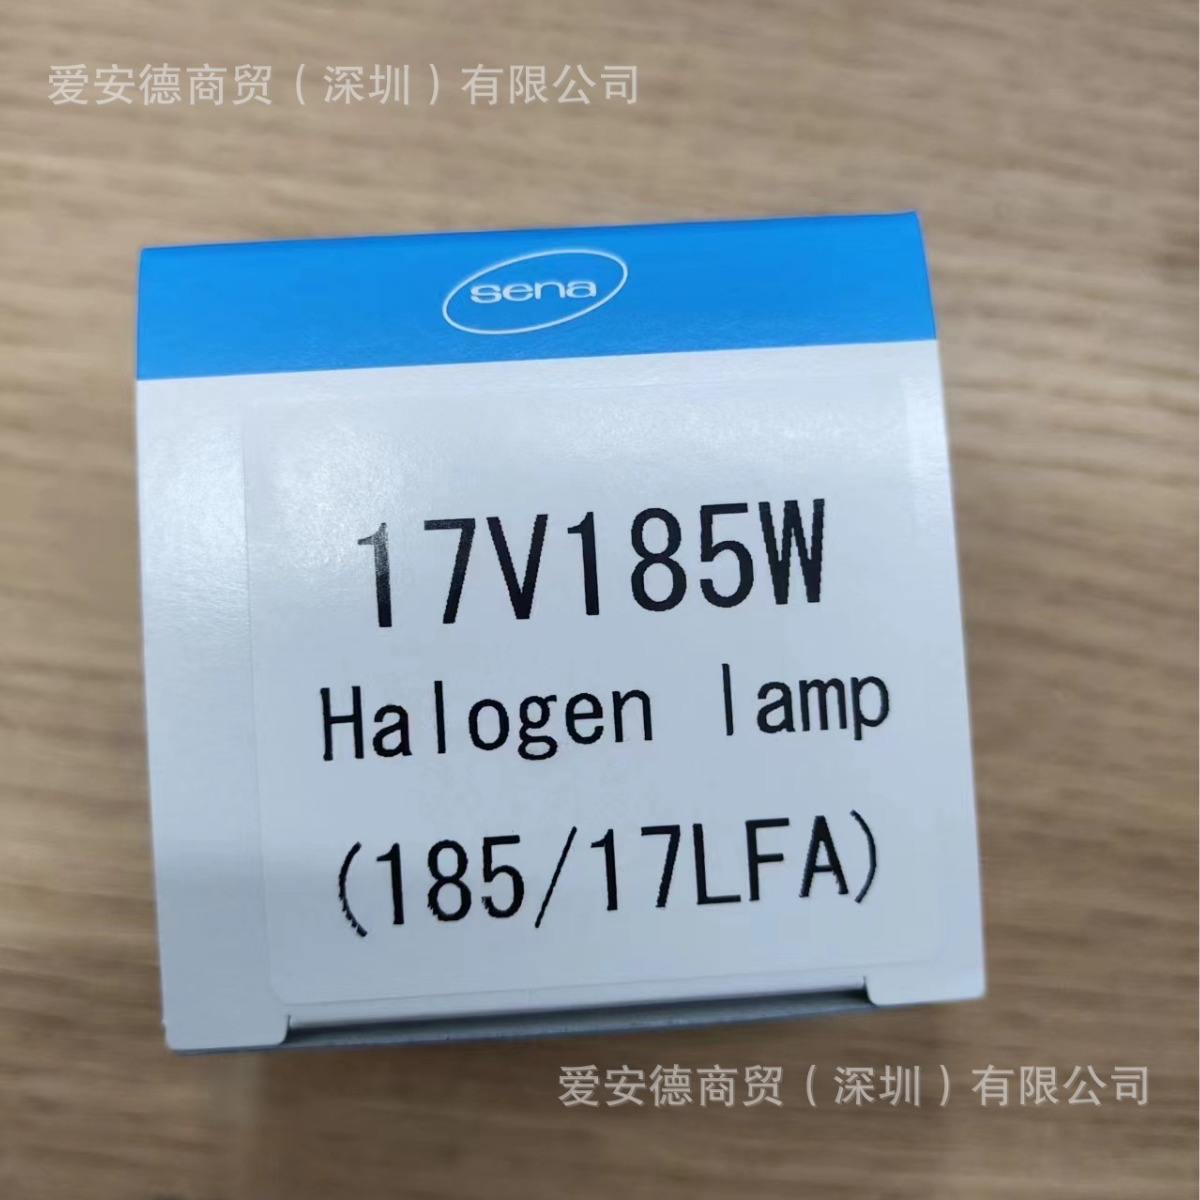 爱安德商贸（深圳）有限公司
sena
17V185W
Halogen lamp
(185/17LFA)
爱安德商贸（深圳）有限公司